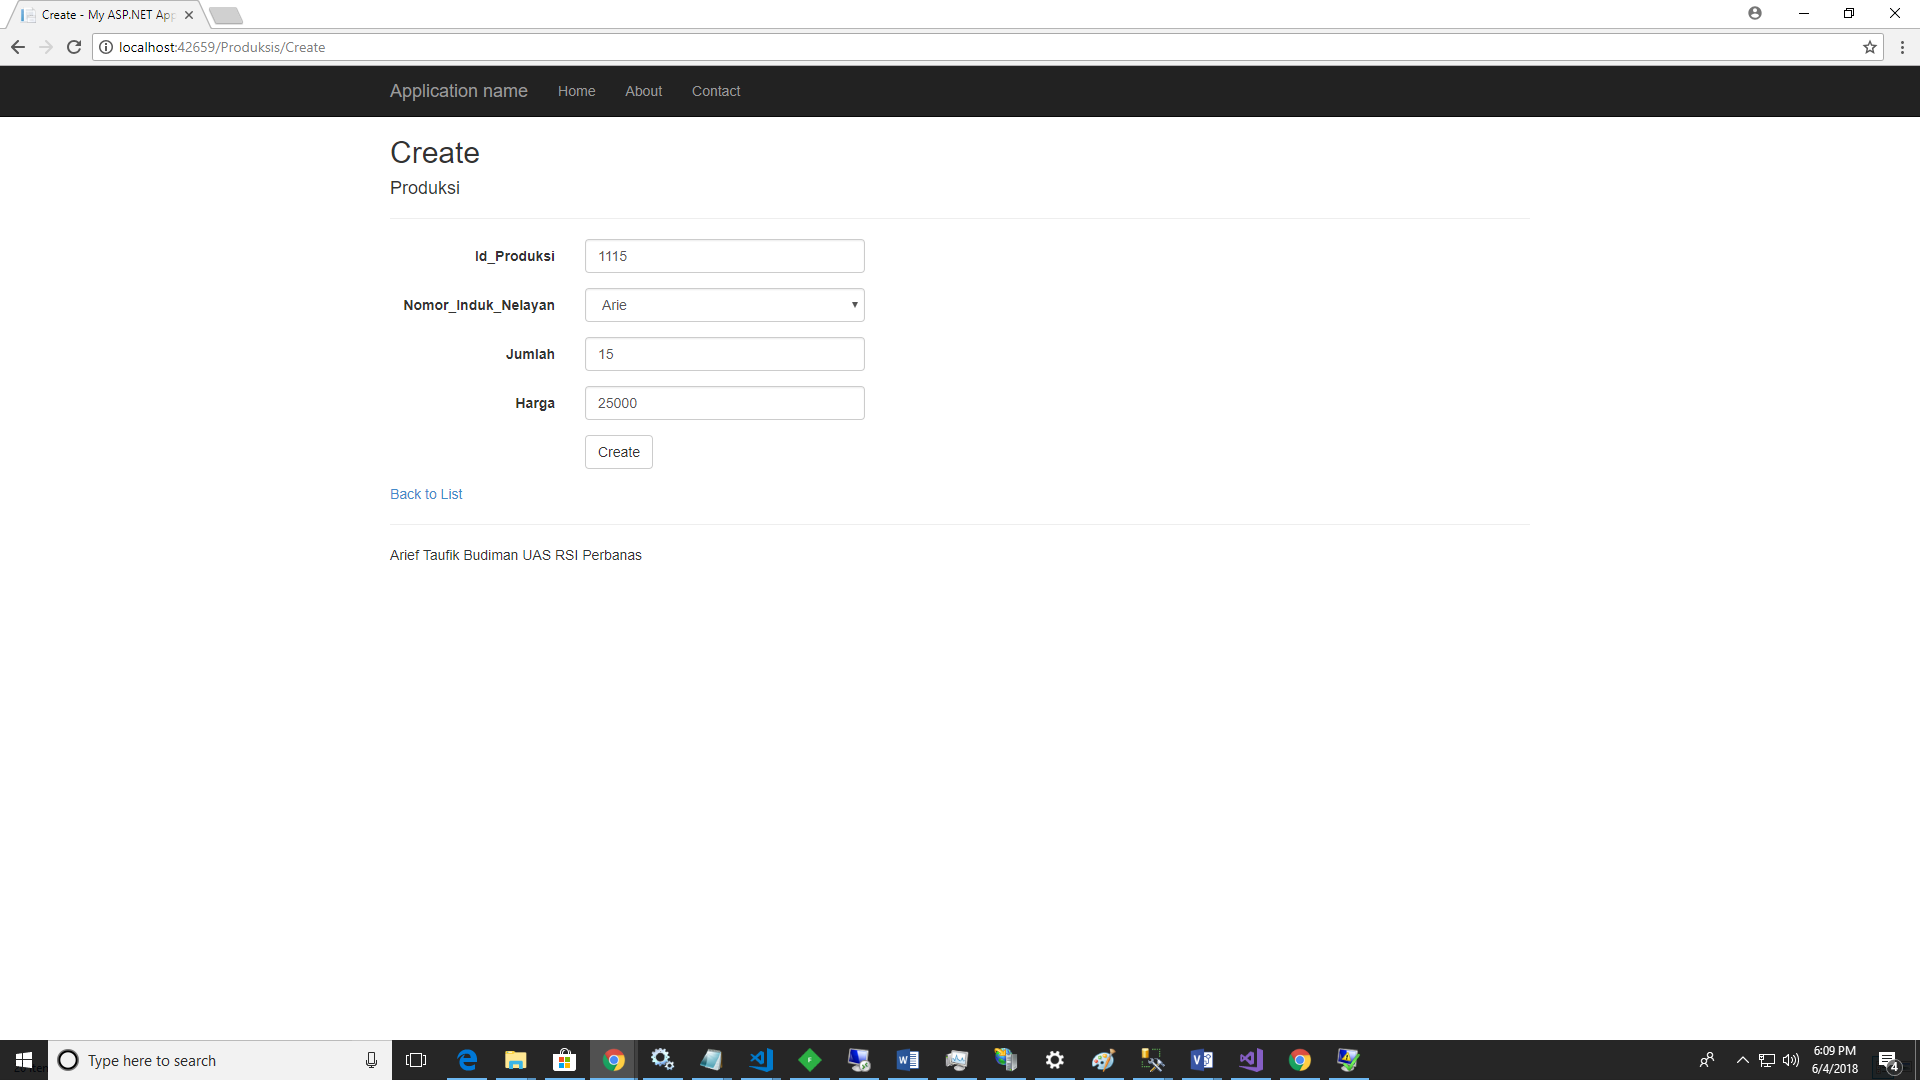 Create - My ASP.NET App
localhost:42659/Produksis/Create
Application name Home About Contact
Create
Produksi
Id_Produksi 1115
Nomor_Induk_Nelayan Arie
Jumlah 15
Harga 25000
Create
Back to List
Arief Taufik Budiman UAS RSI Perbanas
Type here to search
6:09 PM
6/4/2018
4